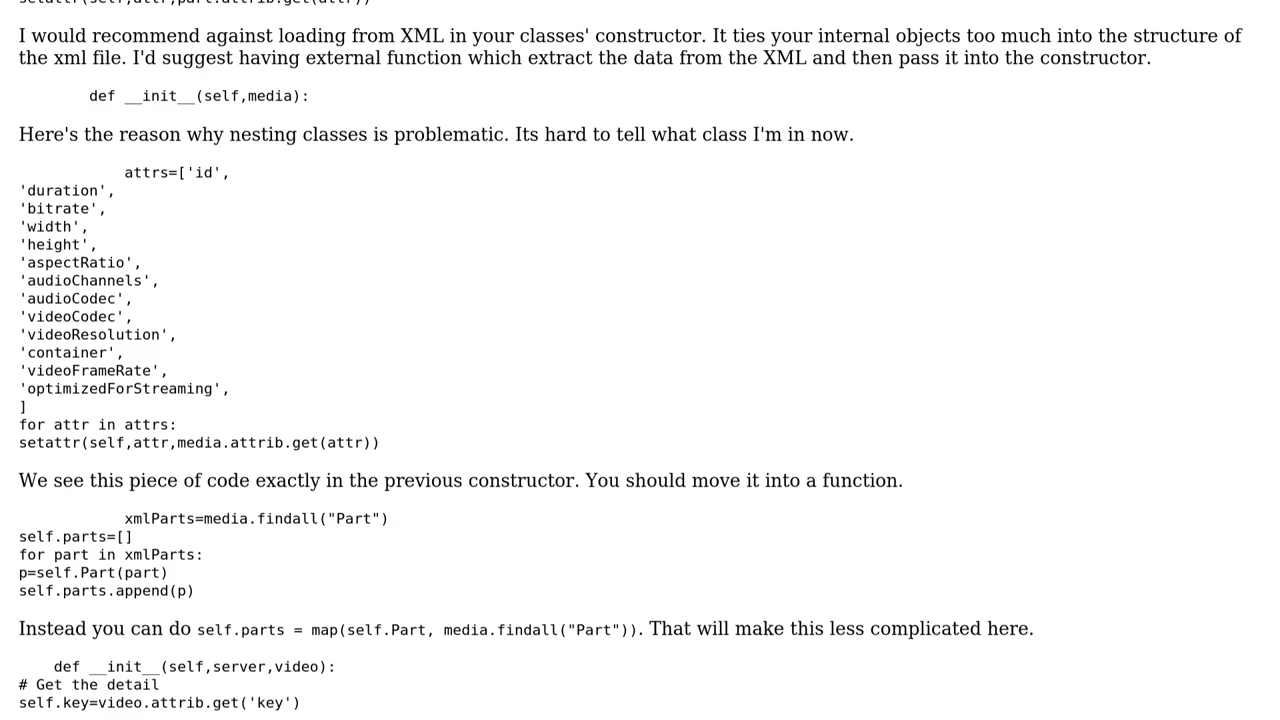 setattr(self,attr,part.attrib.get(attr))
I would recommend against loading from XML in your classes' constructor. It ties your internal objects too much into the structure of
the xml file. I'd suggest having external function which extract the data from the XML and then pass it into the constructor.
def __init__(self,media):
Here's the reason why nesting classes is problematic. Its hard to tell what class I'm in now.
attrs=['id',
'duration',
'bitrate',
'width',
'height',
'aspectRatio',
'audioChannels',
'audioCodec',
'videoCodec',
'videoResolution',
'container',
'videoFrameRate',
'optimizedForStreaming',
]
for attr in attrs:
setattr(self,attr,media.attrib.get(attr))
We see this piece of code exactly in the previous constructor. You should move it into a function.
xmlParts=media.findall("Part")
self.parts=[]
for part in xmlParts:
p=self.Part(part)
self.parts.append(p)
Instead you can do self.parts = map(self.Part, media.findall("Part")). That will make this less complicated here.
def __init__(self,server,video):
# Get the detail
self.key=video.attrib.get('key')